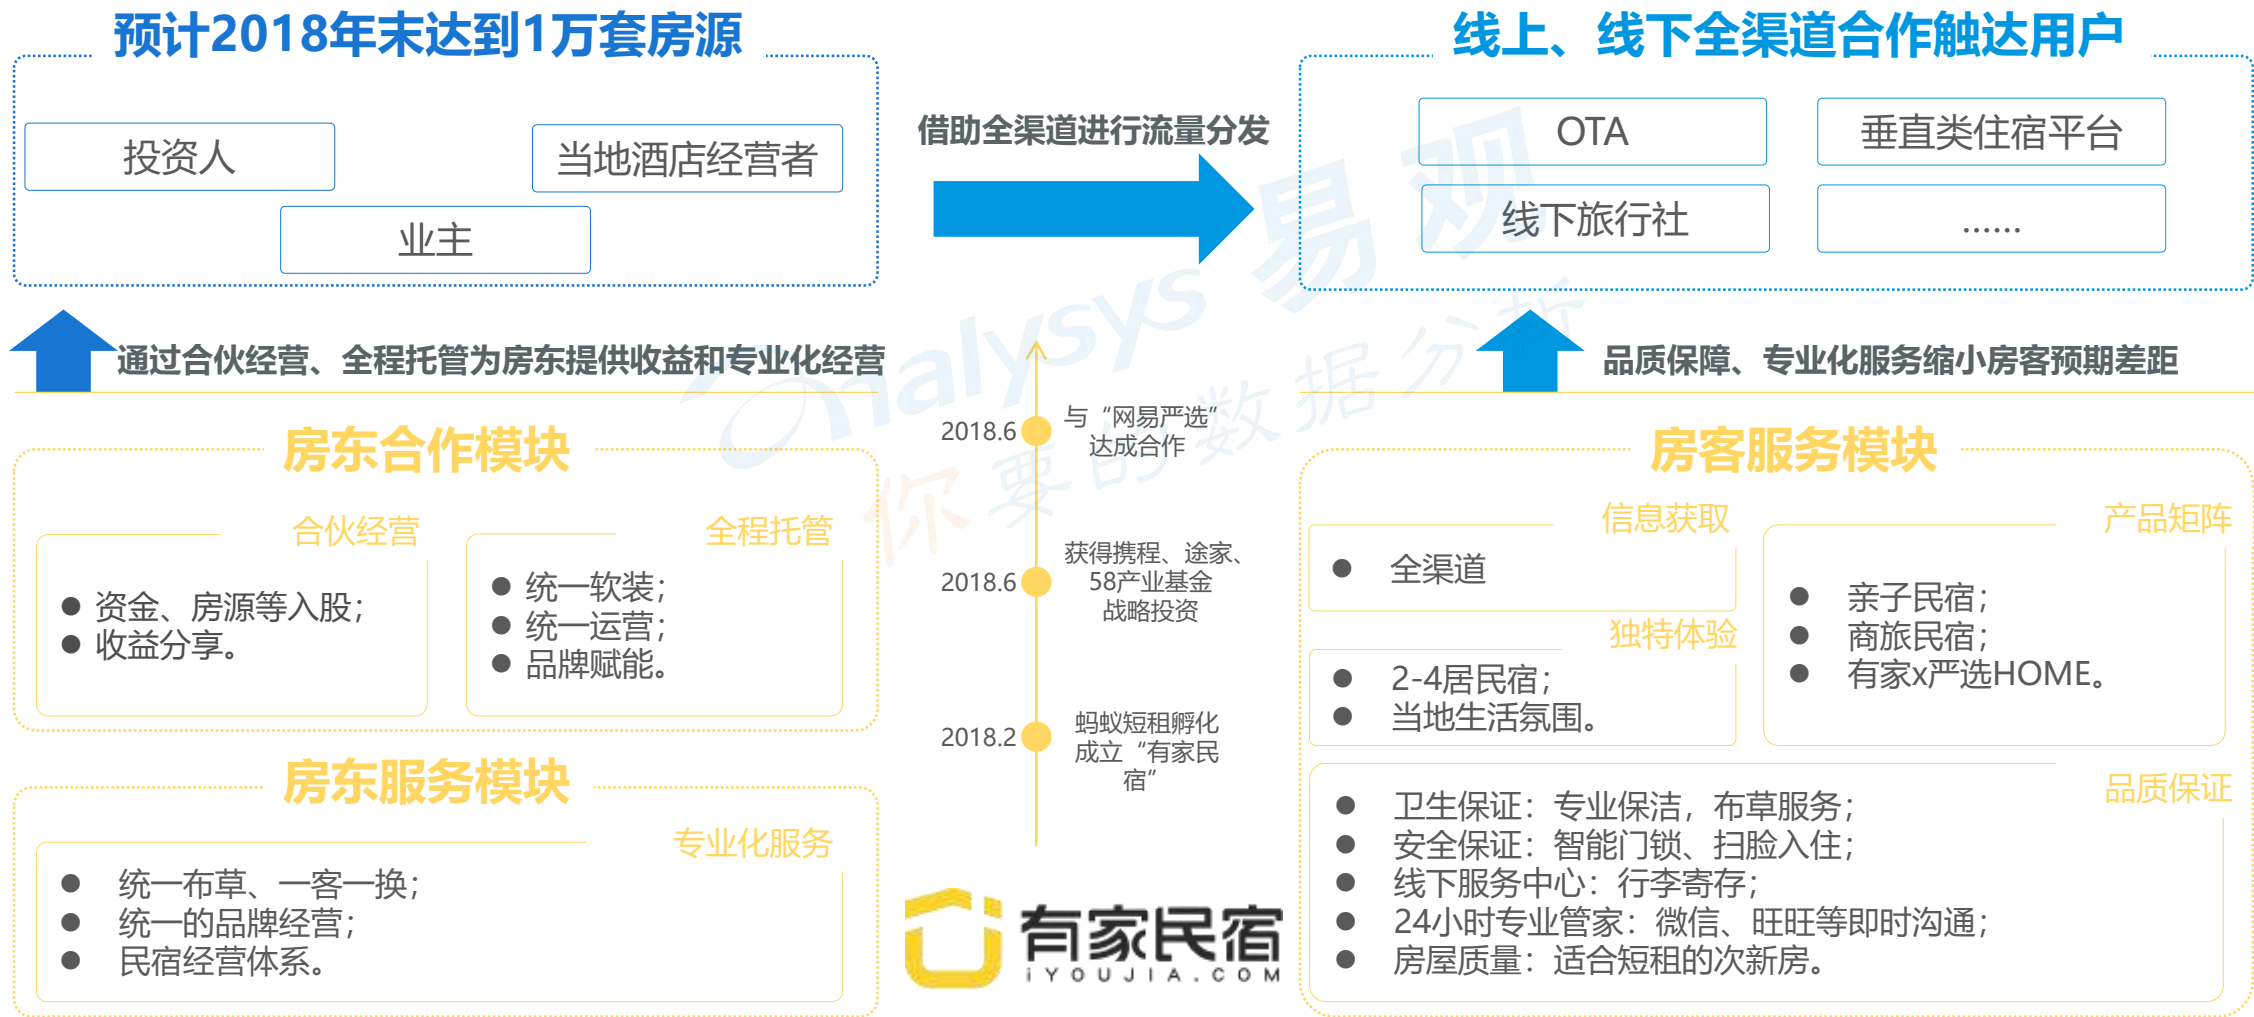 预计2018年末达到1万套房源
投资人
当地酒店经营者
业主
通过合伙经营、全程托管为房东提供收益和专业化经营
房东合作模块
合伙经营
● 资金、房源等入股；
● 收益分享。
全程托管
● 统一软装；
● 统一运营；
● 品牌赋能。
房东服务模块
专业化服务
● 统一布草、一客一换；
● 统一的品牌经营；
● 民宿经营体系。
借助全渠道进行流量分发
2018.6
与“网易严选”
达成合作
2018.6
获得携程、途家、
58产业基金
战略投资
2018.2
蚂蚁短租孵化
成立“有家民
宿”
有家民宿
iYOUJIA.COM
线上、线下全渠道合作触达用户
OTA
垂直类住宿平台
线下旅行社
......
品质保障、专业化服务缩小房客预期差距
房客服务模块
信息获取
● 全渠道
独特体验
● 2-4居民宿；
● 当地生活氛围。
产品矩阵
● 亲子民宿；
● 商旅民宿；
● 有家x严选HOME。
品质保证
● 卫生保证：专业保洁，布草服务；
● 安全保证：智能门锁、扫脸入住；
● 线下服务中心：行李寄存；
● 24小时专业管家：微信、旺旺等即时沟通；
● 房屋质量：适合短租的次新房。
analysys 易观
你要的数据分析